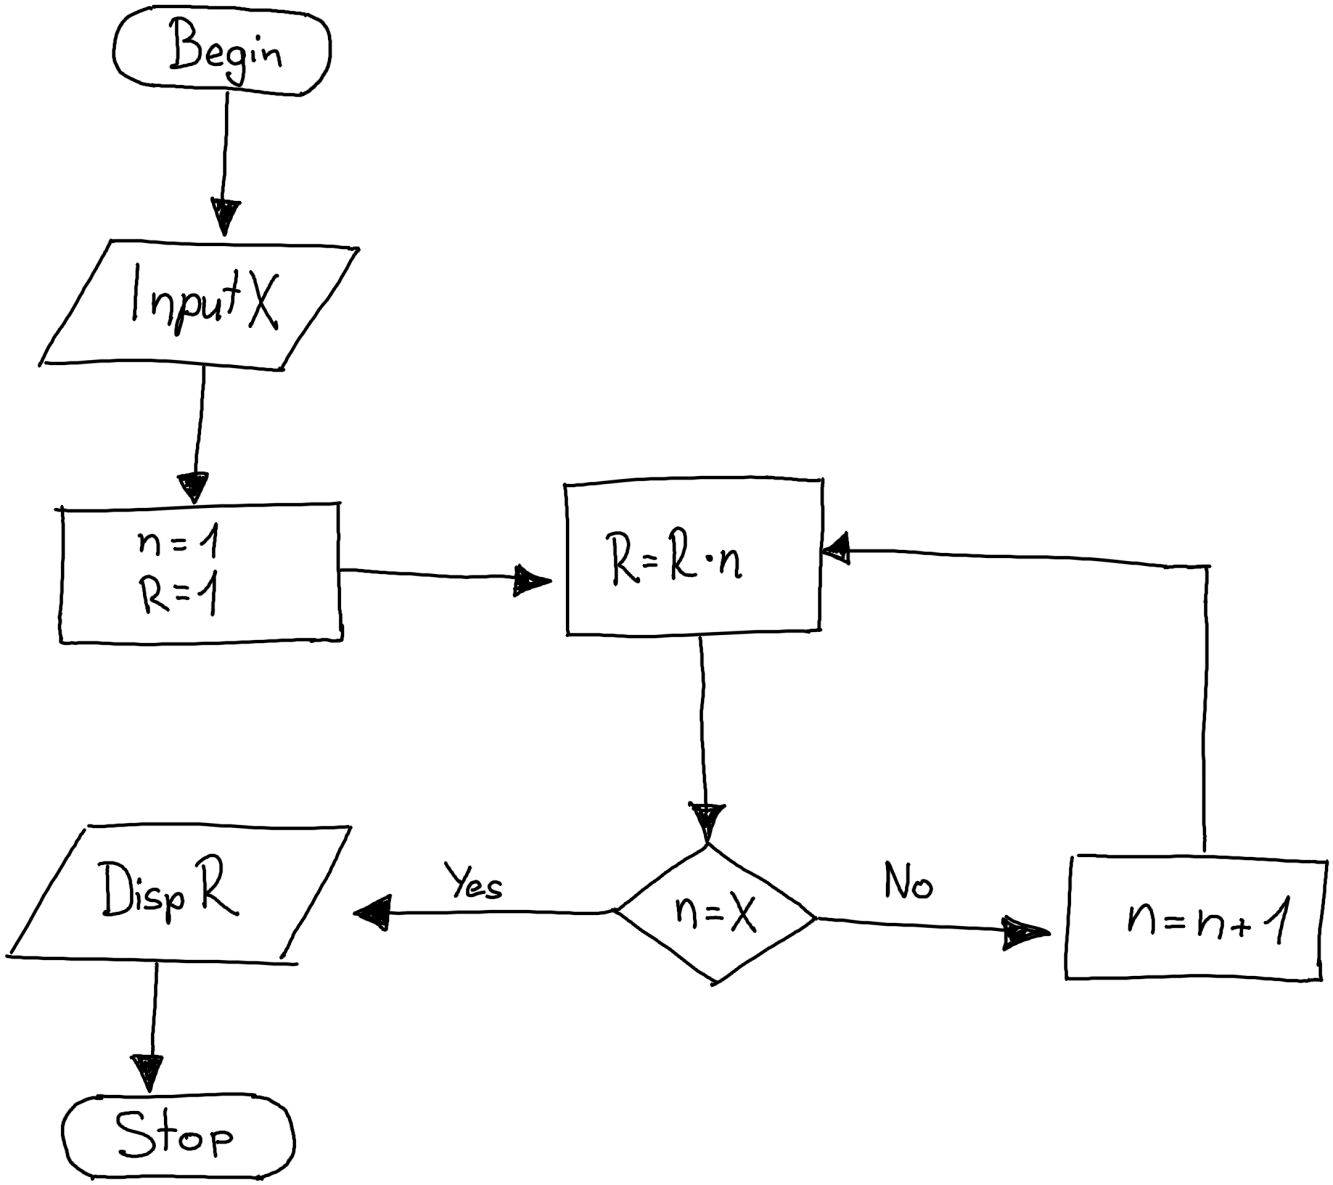 Begin
Input X
n=1
R=1
R=R·n
n=X
Yes
No
n=n+1
Disp R
Stop